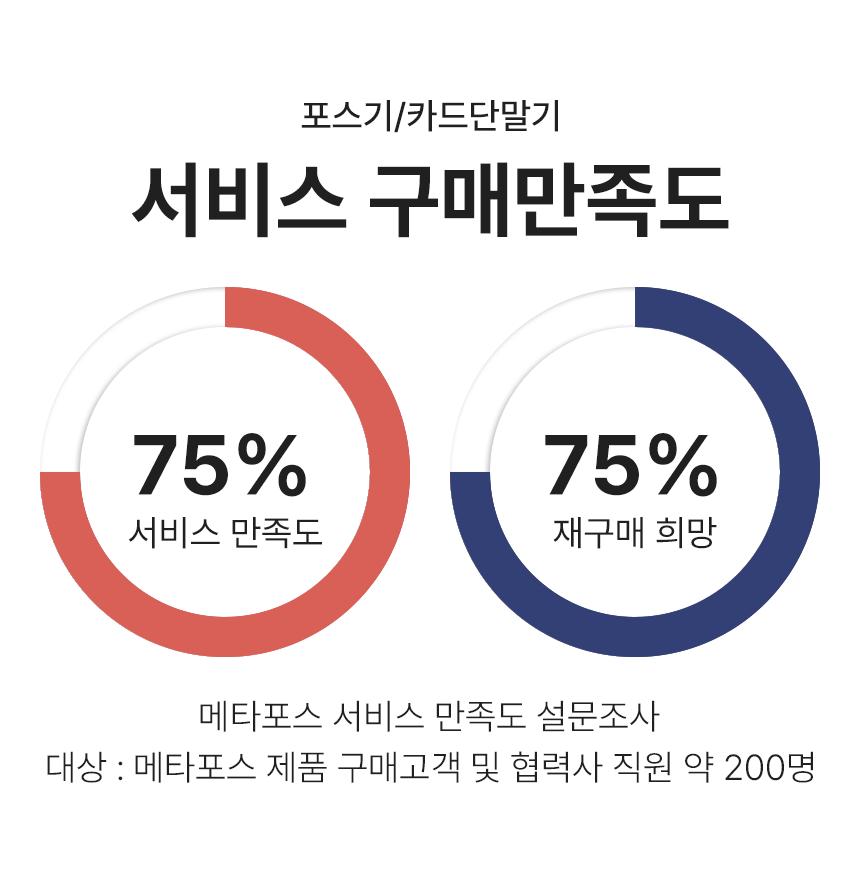 포스기/카드단말기
서비스 구매만족도
75%
서비스 만족도
75%
재구매 희망
메타포스 서비스 만족도 설문조사
대상 : 메타포스 제품 구매고객 및 협력사 직원 약 200명